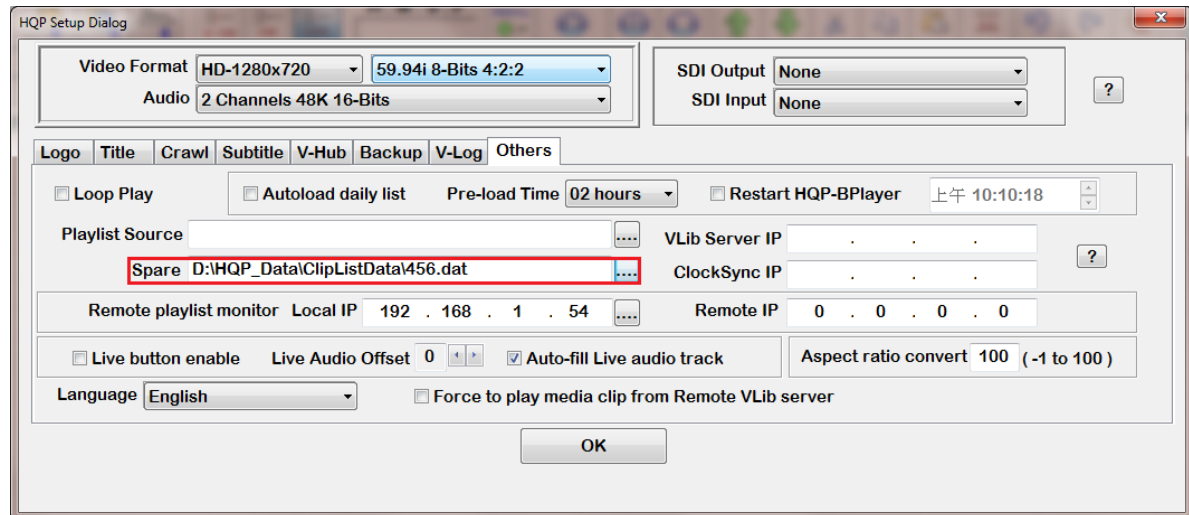 HQP Setup Dialog x
Video Format HD-1280x720 59.94i 8-Bits 4:2:2 SDI Output None
Audio 2 Channels 48K 16-Bits SDI Input None ?
Logo Title Crawl Subtitle V-Hub Backup V-Log Others
Loop Play Autoload daily list Pre-load Time 02 hours Restart HQP-BPlayer 上午 10:10:18
Playlist Source .... VLib Server IP . . .
Spare D:\HQP_Data\ClipListData\456.dat .... ClockSync IP . . . ?
Remote playlist monitor Local IP 192 . 168 . 1 . 54 .... Remote IP 0 . 0 . 0 . 0
Live button enable Live Audio Offset 0 Auto-fill Live audio track Aspect ratio convert 100 ( -1 to 100 )
Language English Force to play media clip from Remote VLib server
OK